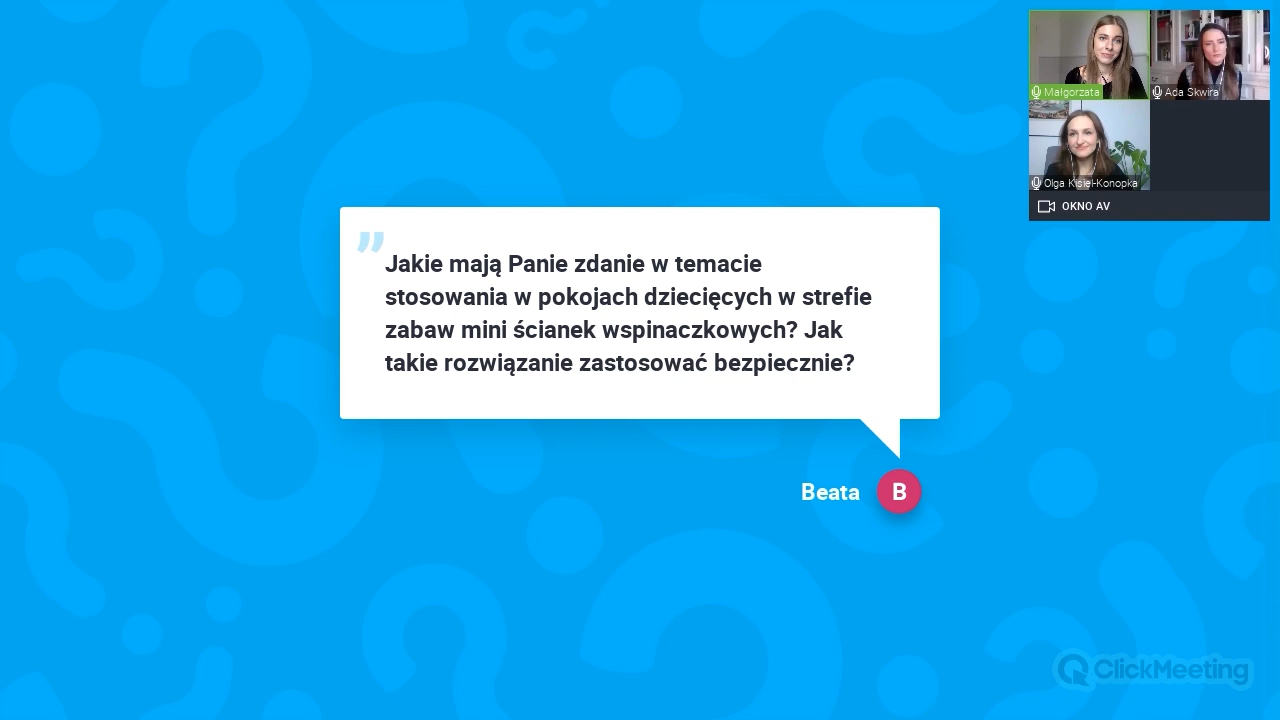 Małgorzata
Ada Skwira
Olga Kisiel-Konopka
OKNO AV
”
Jakie mają Panie zdanie w temacie
stosowania w pokojach dziecięcych w strefie
zabaw mini ścianek wspinaczkowych? Jak
takie rozwiązanie zastosować bezpiecznie?
Beata
B
ClickMeeting